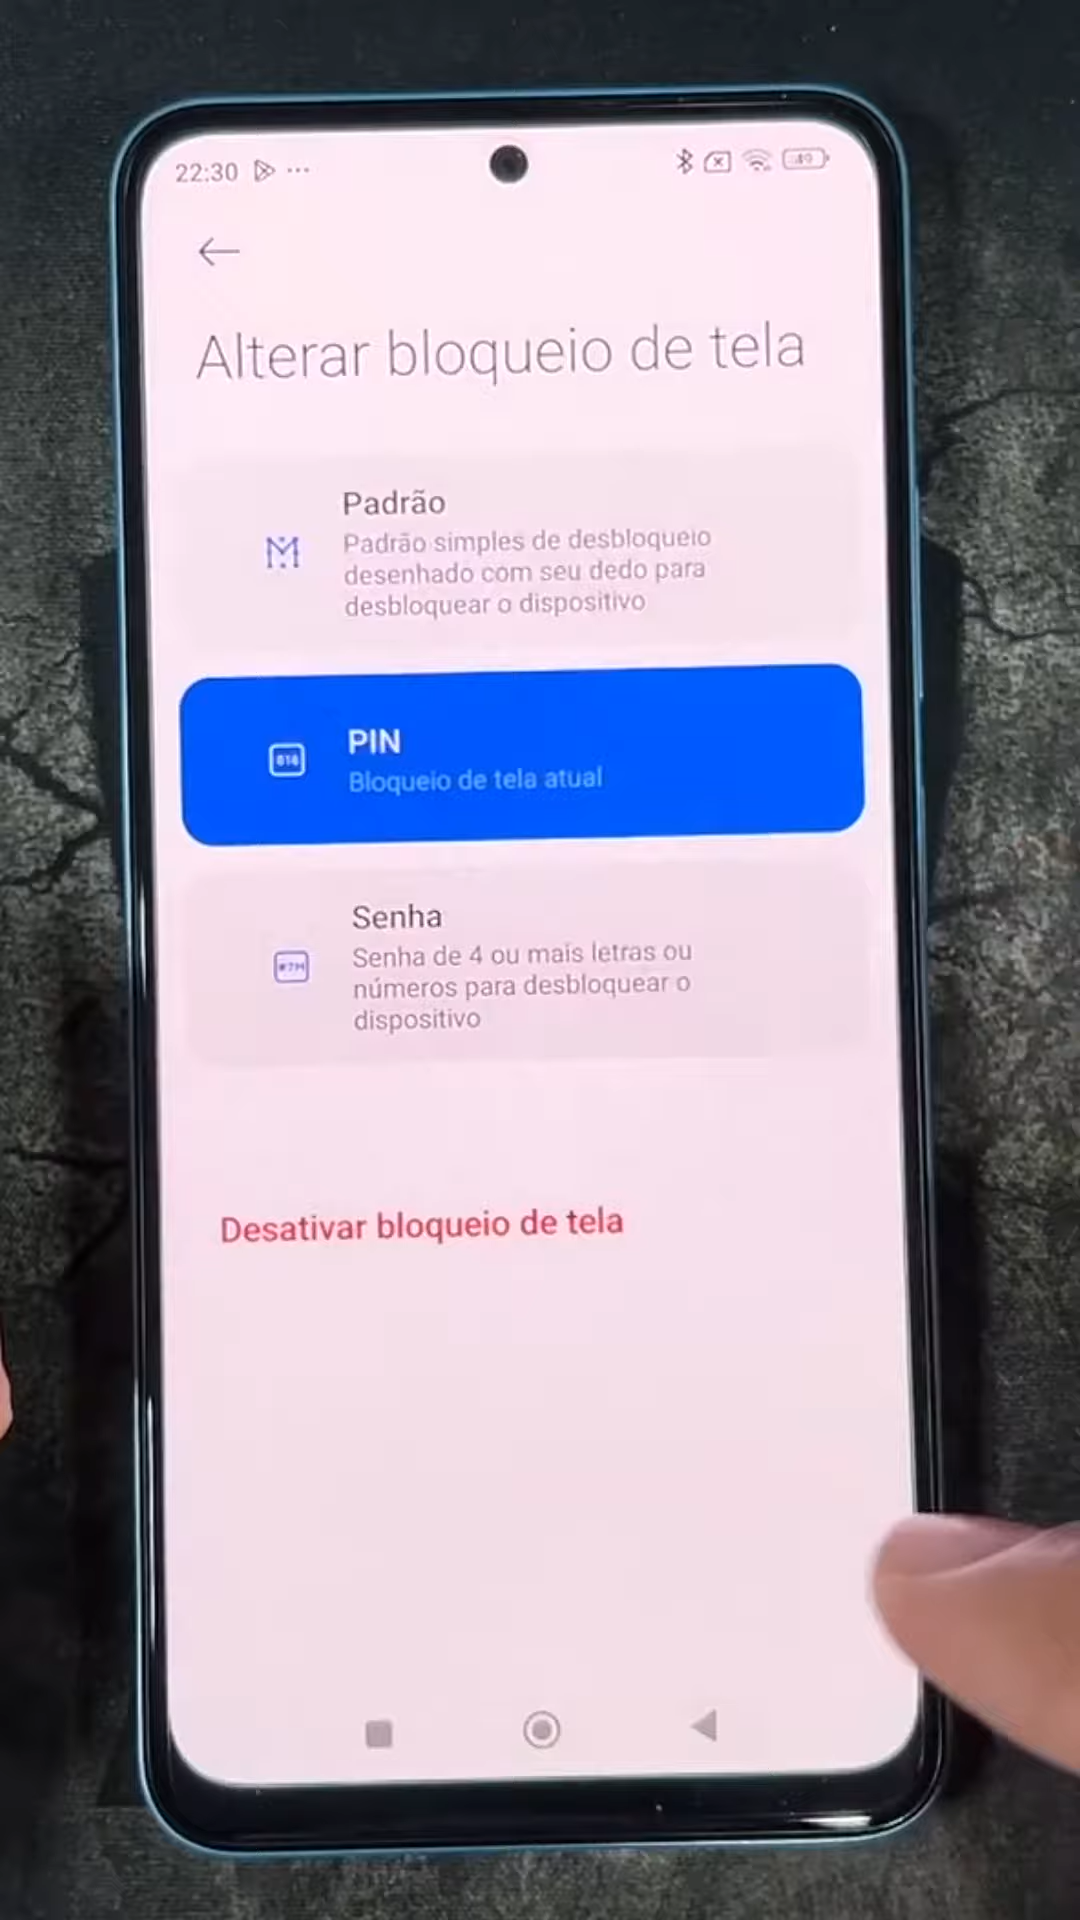 22:30
49
Alterar bloqueio de tela
Padrão
Padrão simples de desbloqueio
desenhado com seu dedo para
desbloquear o dispositivo
PIN
Bloqueio de tela atual
Senha
Senha de 4 ou mais letras ou
números para desbloquear o
dispositivo
Desativar bloqueio de tela